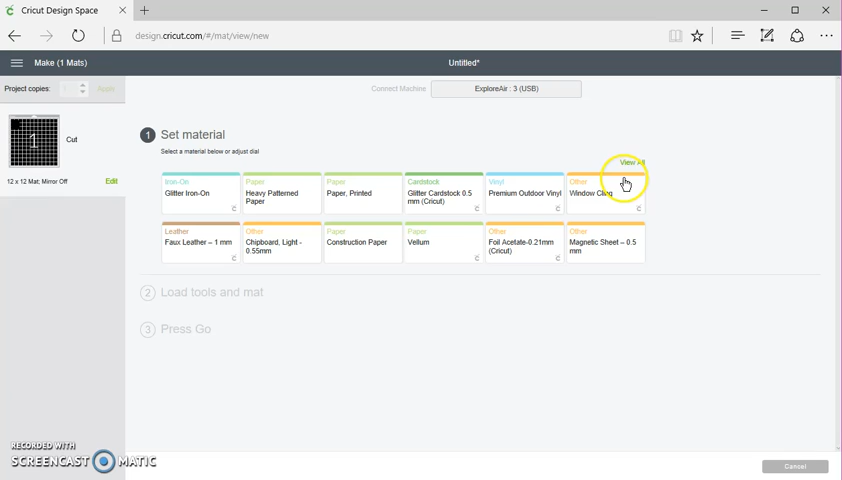 Cricut Design Space
design.cricut.com/#/mat/view/new
Make (1 Mats)
Untitled*
Project copies: 1 Apply
Connect Machine ExploreAir : 3 (USB)
1 Cut
12 x 12 Mat; Mirror Off Edit
1 Set material
Select a material below or adjust dial
View All
Iron-On
Glitter Iron-On
Paper
Heavy Patterned
Paper
Paper
Paper, Printed
Cardstock
Glitter Cardstock 0.5
mm (Cricut)
Vinyl
Premium Outdoor Vinyl
Other
Window Cling
Leather
Faux Leather – 1 mm
Other
Chipboard, Light -
0.55mm
Paper
Construction Paper
Paper
Vellum
Other
Foil Acetate-0.21mm
(Cricut)
Other
Magnetic Sheet – 0.5
mm
2 Load tools and mat
3 Press Go
RECORDED WITH
SCREENCAST MATIC
Cancel